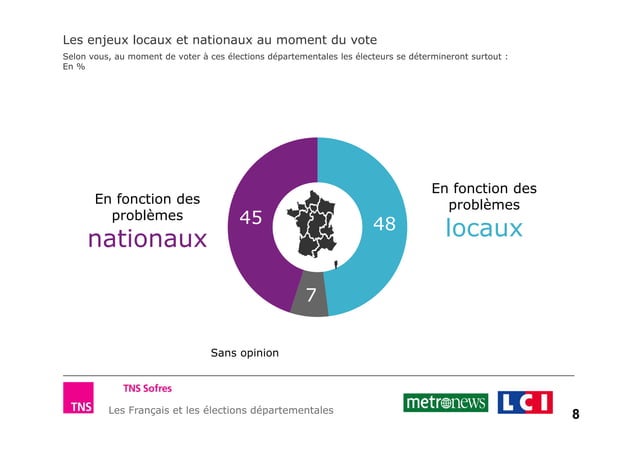 Les enjeux locaux et nationaux au moment du vote
Selon vous, au moment de voter à ces élections départementales les électeurs se détermineront surtout :
En %
En fonction des
problèmes
nationaux
45
48
7
En fonction des
problèmes
locaux
Sans opinion
TNS
TNS Sofres
Les Français et les élections départementales
metronews
LCI
8